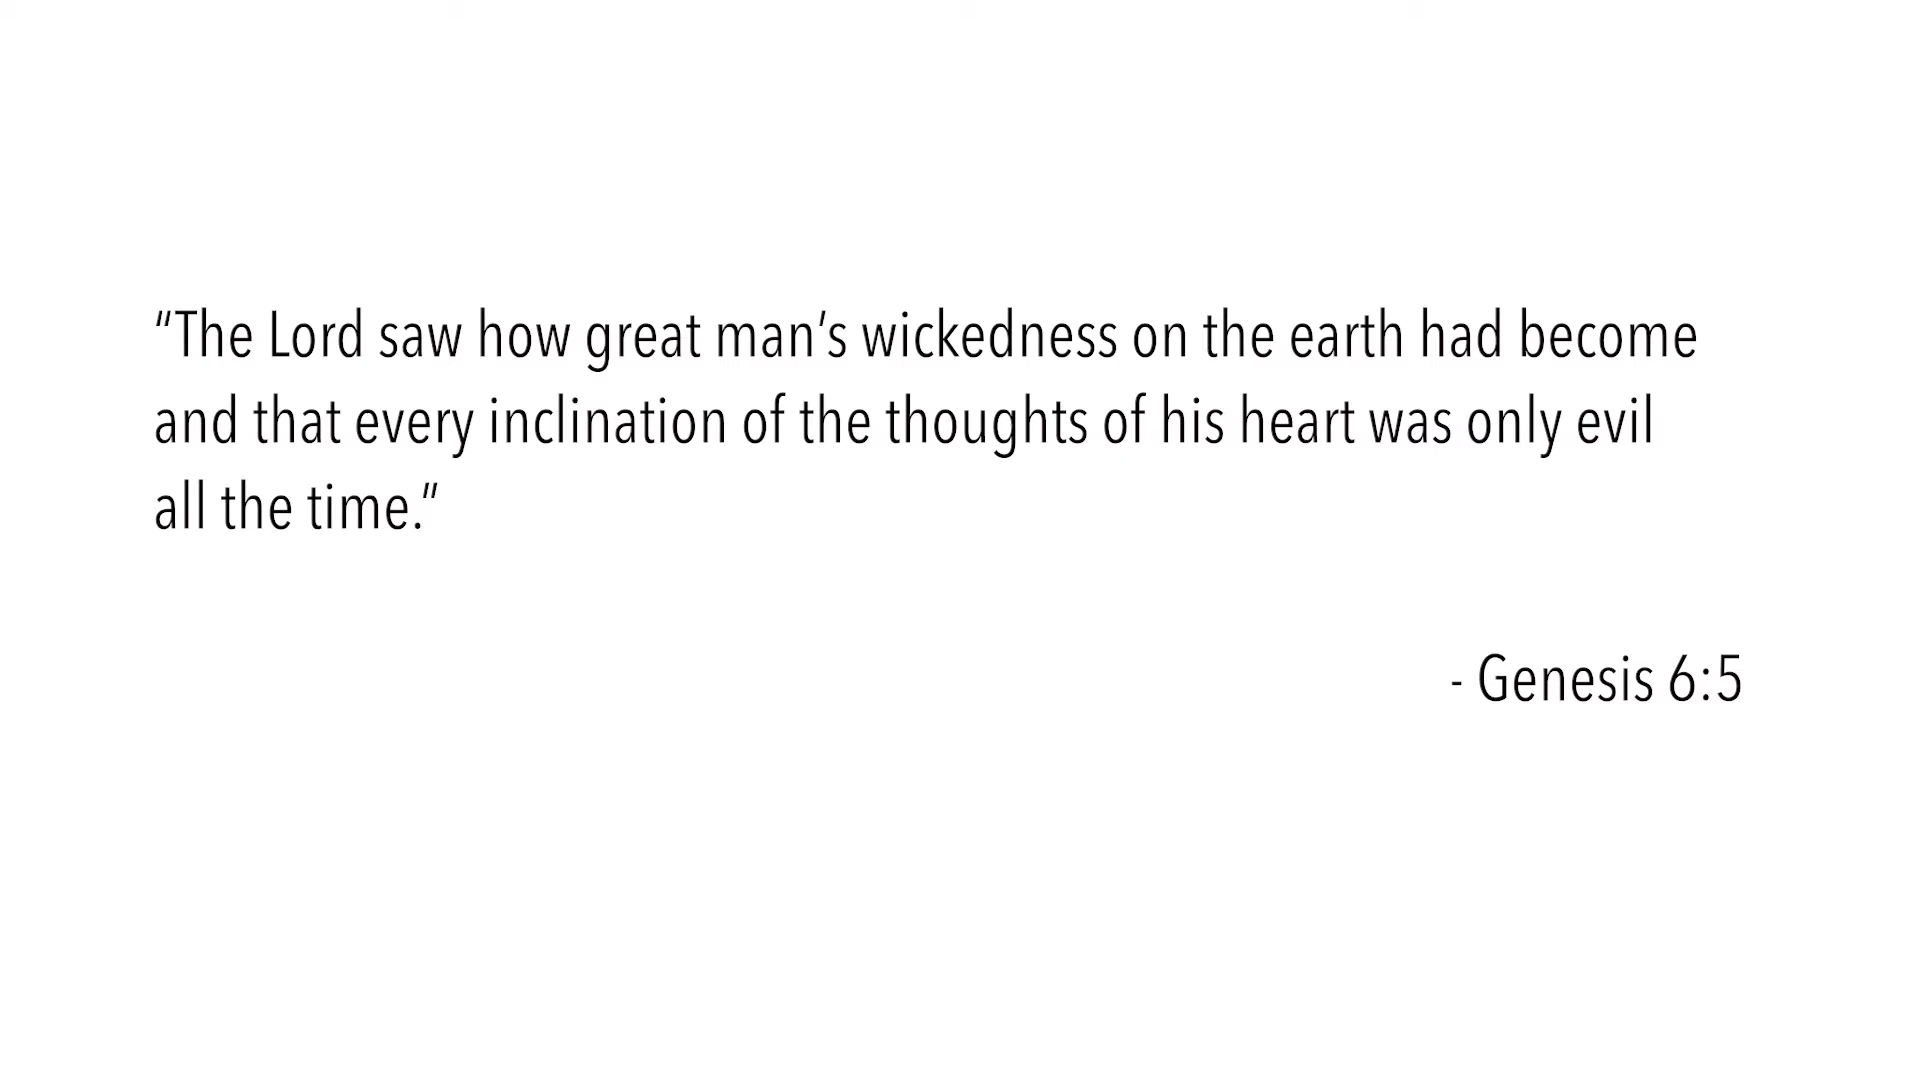 “The Lord saw how great man’s wickedness on the earth had become
and that every inclination of the thoughts of his heart was only evil
all the time.”
- Genesis 6:5